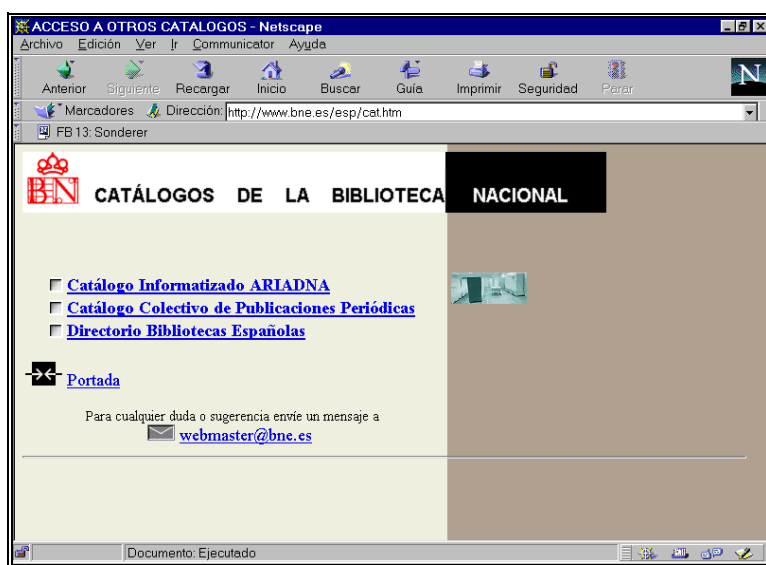 ACCESO A OTROS CATALOGOS - Netscape
Archivo Edición Ver Ir Communicator Ayuda
Anterior Siguiente Recargar Inicio Buscar Guía Imprimir Seguridad Parar
N
Marcadores Dirección: http://www.bne.es/esp/cat.htm
FB 13: Sonderer
BN CATÁLOGOS DE LA BIBLIOTECA NACIONAL
Catálogo Informatizado ARIADNA
Catálogo Colectivo de Publicaciones Periódicas
Directorio Bibliotecas Españolas
Portada
Para cualquier duda o sugerencia envíe un mensaje a
webmaster@bne.es
Documento: Ejecutado